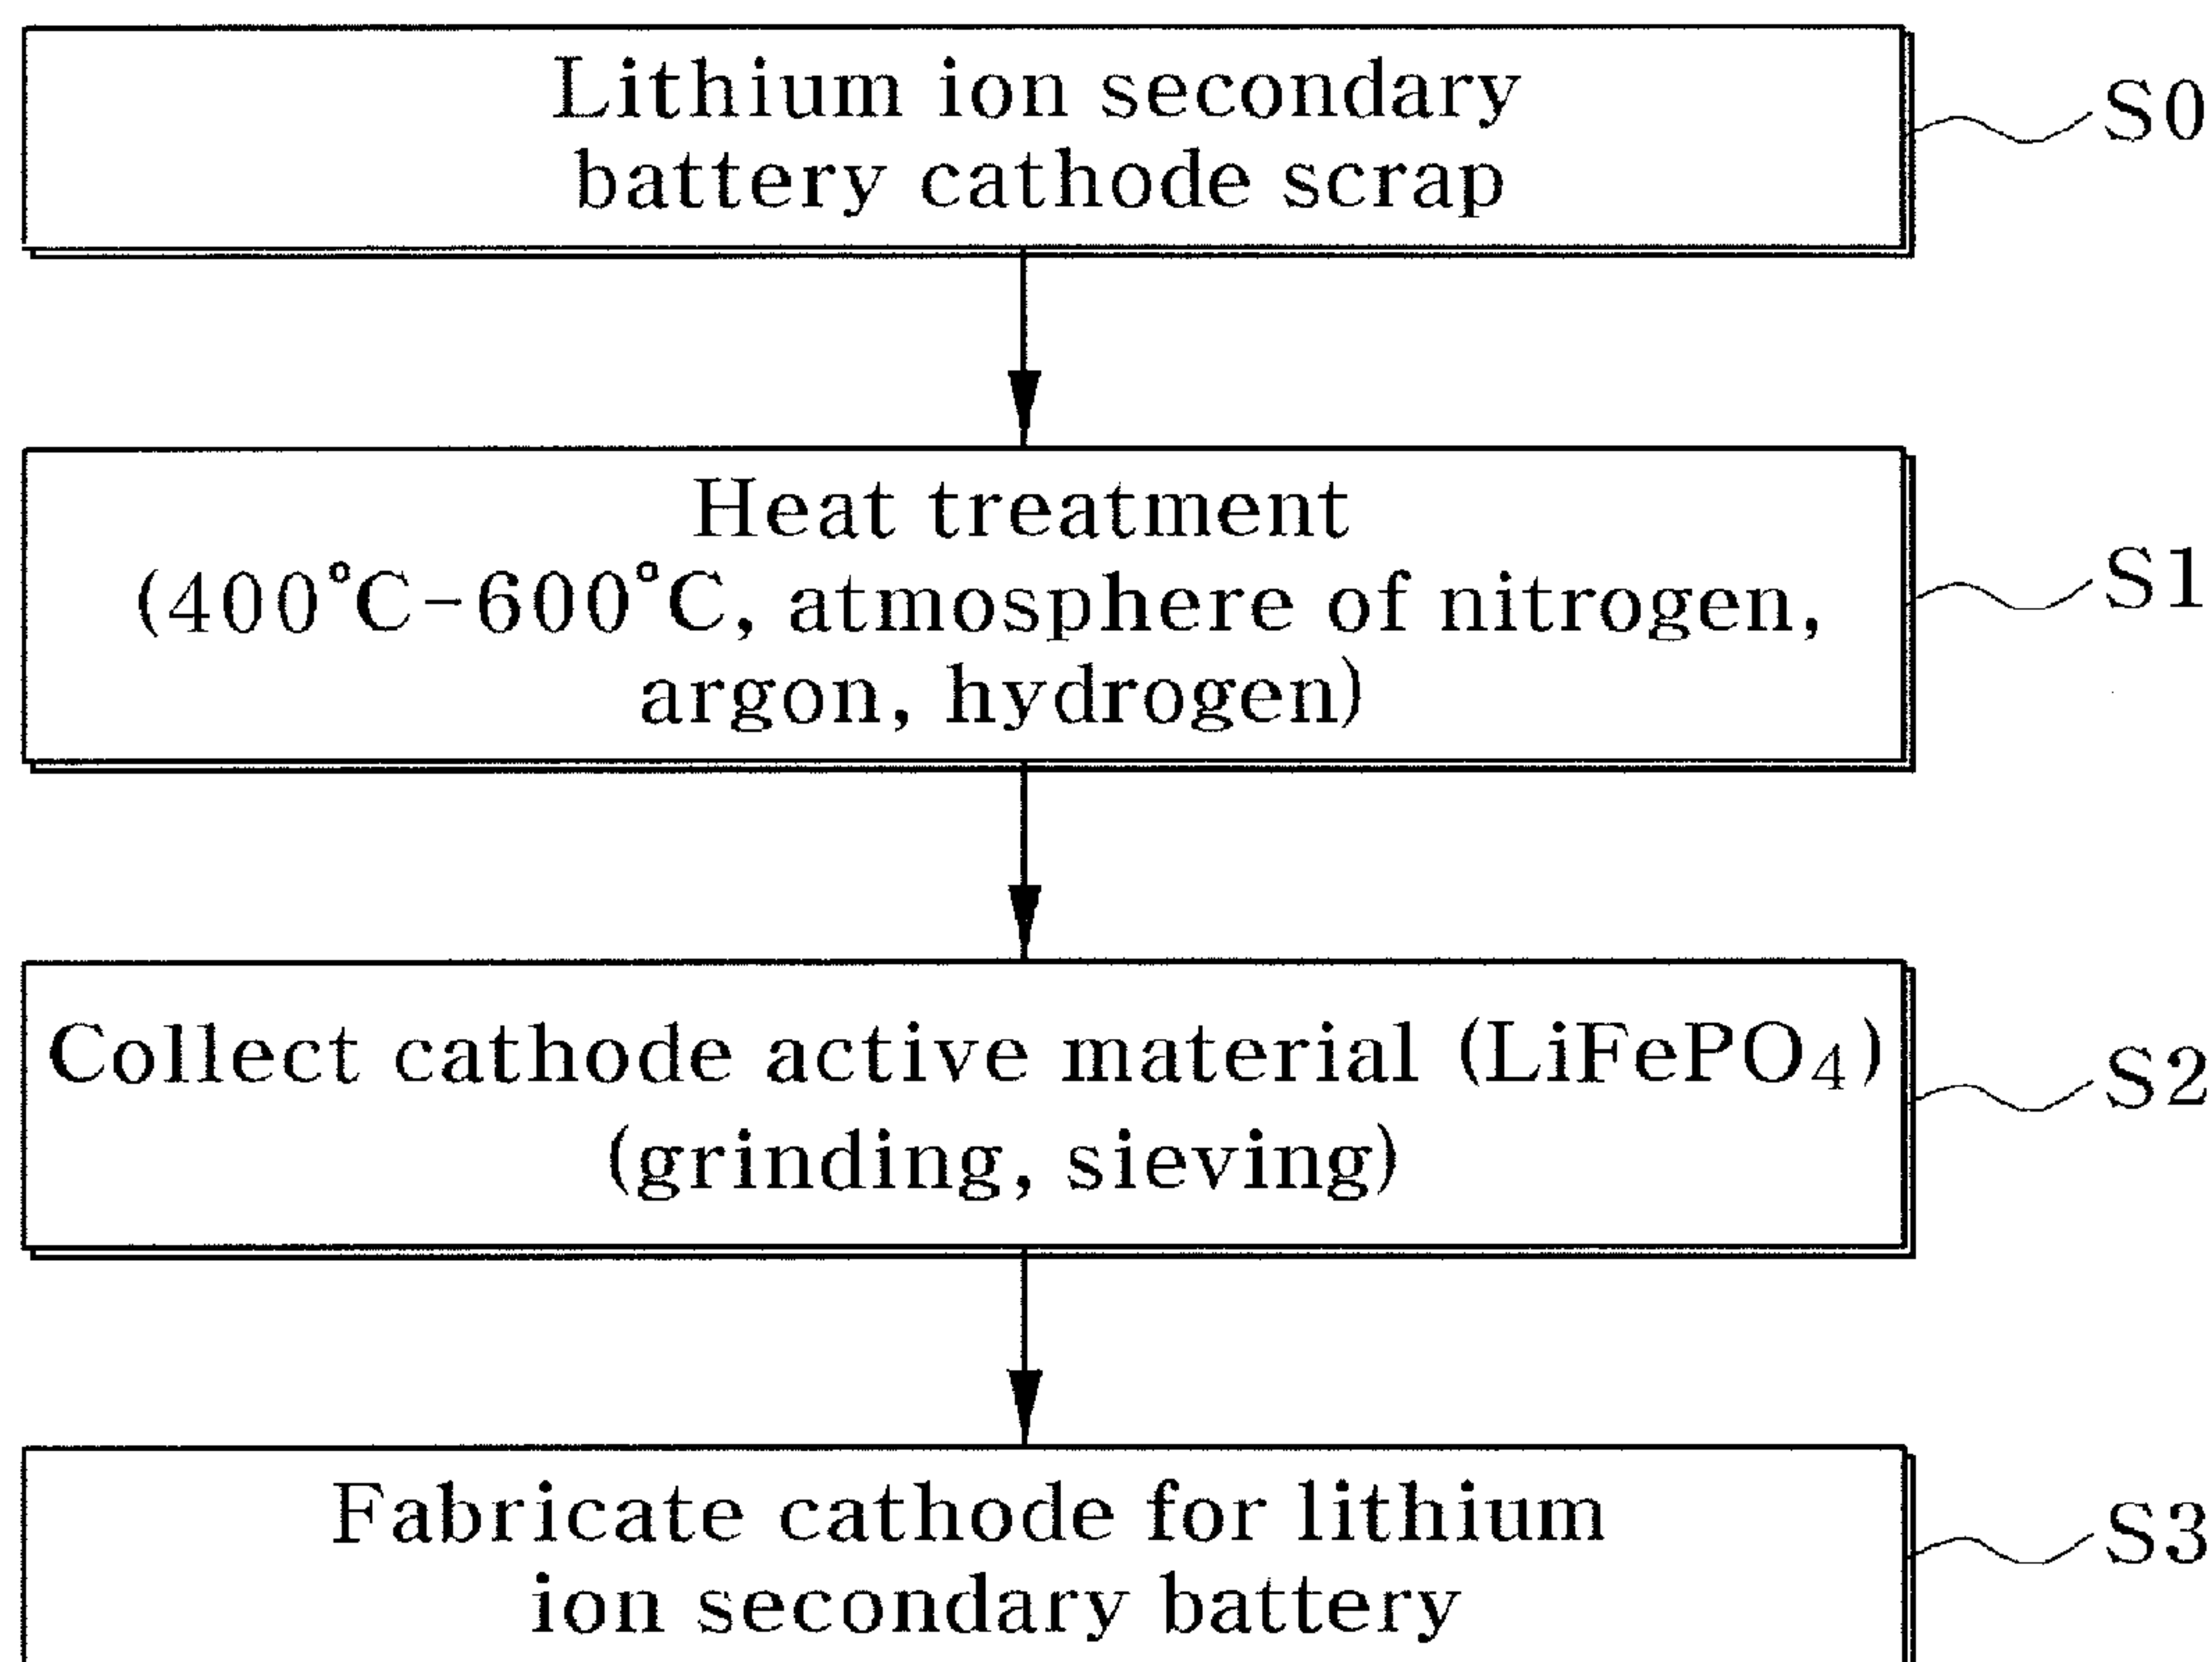 Lithium ion secondary
battery cathode scrap
S0
Heat treatment
(400°C-600°C, atmosphere of nitrogen,
argon, hydrogen)
S1
Collect cathode active material (LiFePO₄)
(grinding, sieving)
S2
Fabricate cathode for lithium
ion secondary battery
S3